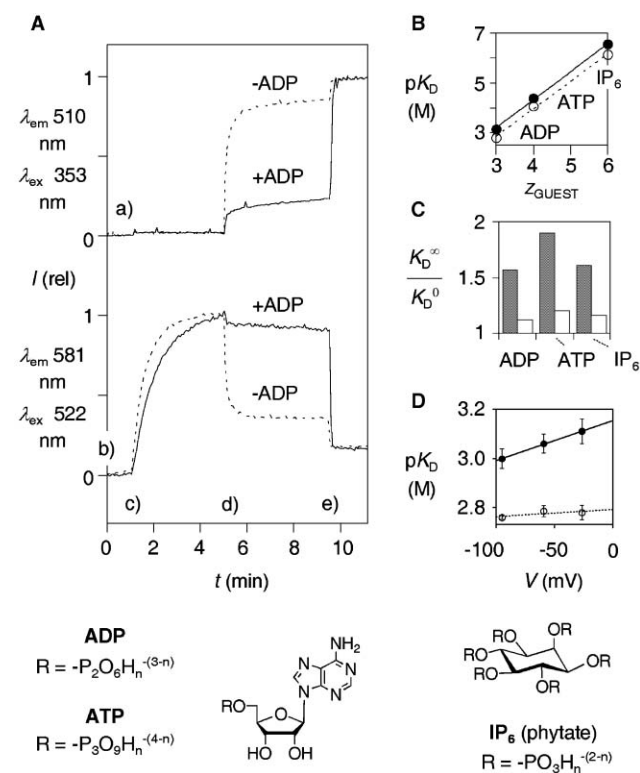 A
1
-ADP
λem 510
nm
λex 353
nm
+ADP
a)
0
I (rel)
1
+ADP
λem 581
nm
λex 522
nm
-ADP
b)
0
c)
d)
e)
0 2 4 6 8 10
t (min)
B
7
pKD
(M)
5
3
IP6
ATP
ADP
3 4 5 6
ZGUEST
C
2
KD∞
KD0
1.5
1
ADP
ATP
IP6
D
3.2
pKD
(M)
3.0
2.8
-100 -50 0
V (mV)
ADP
R = -P2O6Hn-(3-n)
ATP
R = -P3O9Hn-(4-n)
NH2
N
N
N
N
RO
O
HO OH
OR
RO
OR
RO
OR
OR
IP6 (phytate)
R = -PO3Hn-(2-n)